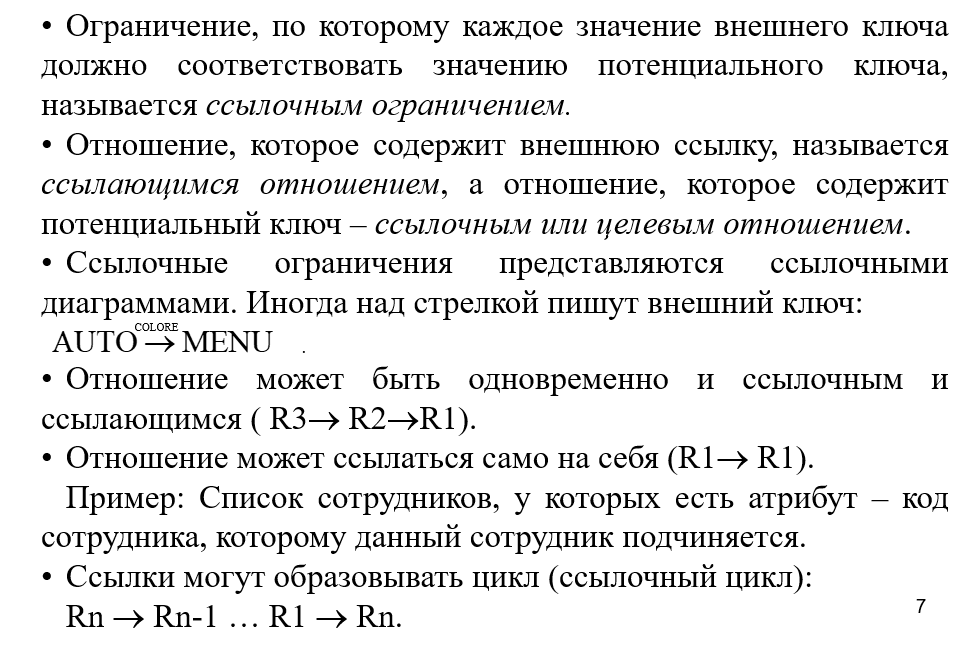 • Ограничение, по которому каждое значение внешнего ключа
должно соответствовать значению потенциального ключа,
называется ссылочным ограничением.
• Отношение, которое содержит внешнюю ссылку, называется
ссылающимся отношением, а отношение, которое содержит
потенциальный ключ – ссылочным или целевым отношением.
• Ссылочные ограничения представляются ссылочными
диаграммами. Иногда над стрелкой пишут внешний ключ:
COLORE
AUTO → MENU .
• Отношение может быть одновременно и ссылочным и
ссылающимся ( R3→ R2→R1).
• Отношение может ссылаться само на себя (R1→ R1).
Пример: Список сотрудников, у которых есть атрибут – код
сотрудника, которому данный сотрудник подчиняется.
• Ссылки могут образовывать цикл (ссылочный цикл):
Rn → Rn-1 … R1 → Rn.
7